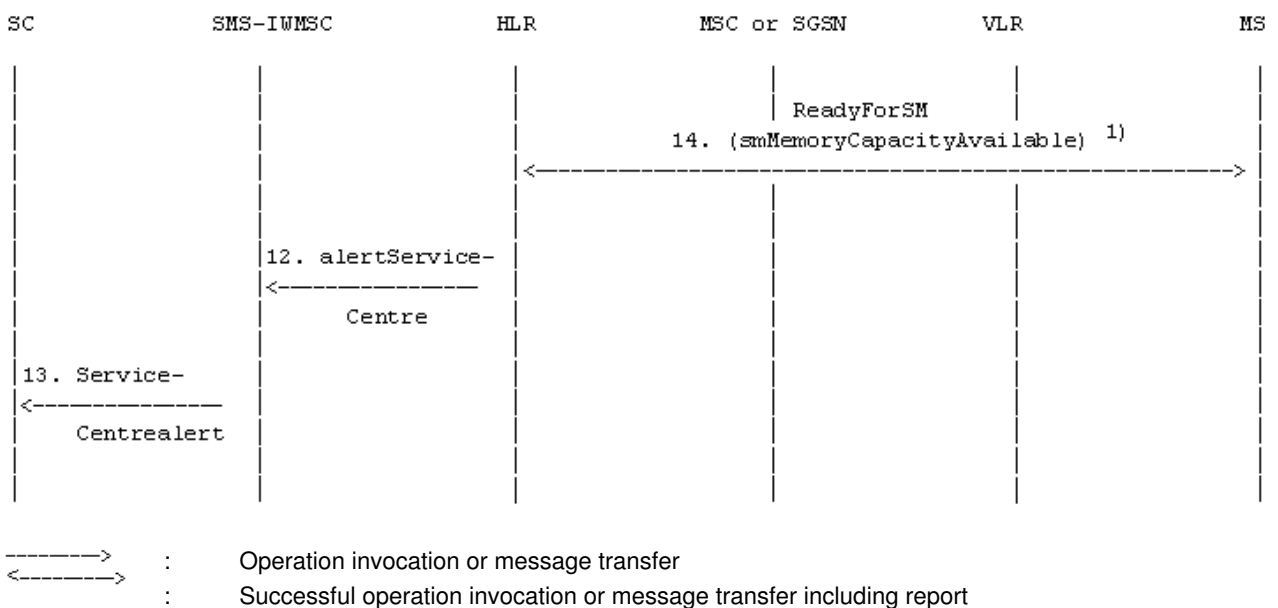 SC SMS-IWMSC HLR MSC or SGSN VLR MS
ReadyForSM
14. (smMemoryCapacityAvailable) 1)
12. alertService-
Centre
13. Service-
Centrealert
: Operation invocation or message transfer
: Successful operation invocation or message transfer including report